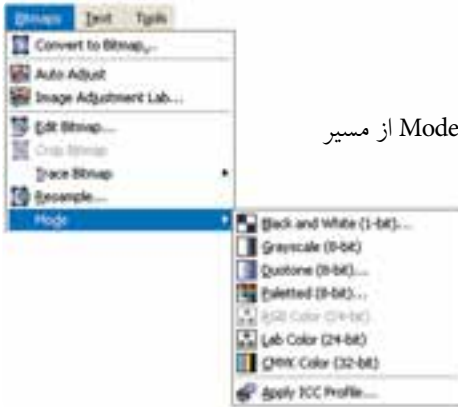 Bitmaps Text Tools
Convert to Bitmap...
Auto Adjust
Image Adjustment Lab...
Edit Bitmap...
Crop Bitmap
Trace Bitmap
Resample...
Mode
Black and White (1-bit)...
Grayscale (8-bit)
Duotone (8-bit)...
Paletted (8-bit)...
RGB Color (24-bit)
Lab Color (24-bit)
CMYK Color (32-bit)
Apply ICC Profile...
Mode از مسیر